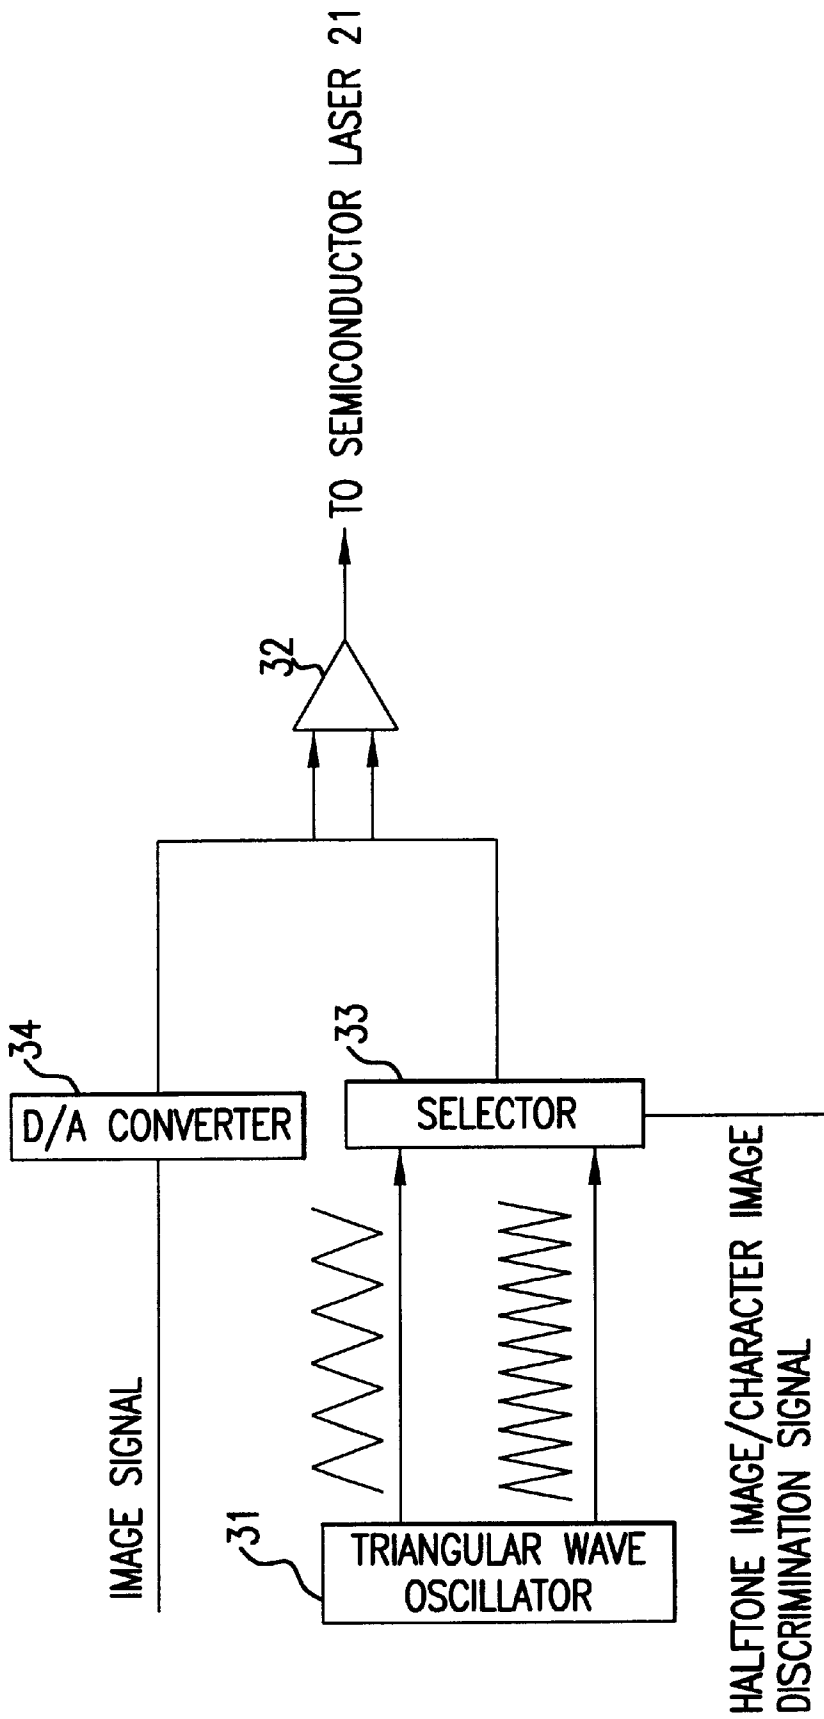 IMAGE SIGNAL
34
D/A CONVERTER
31
TRIANGULAR WAVE
OSCILLATOR
33
SELECTOR
32
TO SEMICONDUCTOR LASER 21
HALFTONE IMAGE/CHARACTER IMAGE
DISCRIMINATION SIGNAL